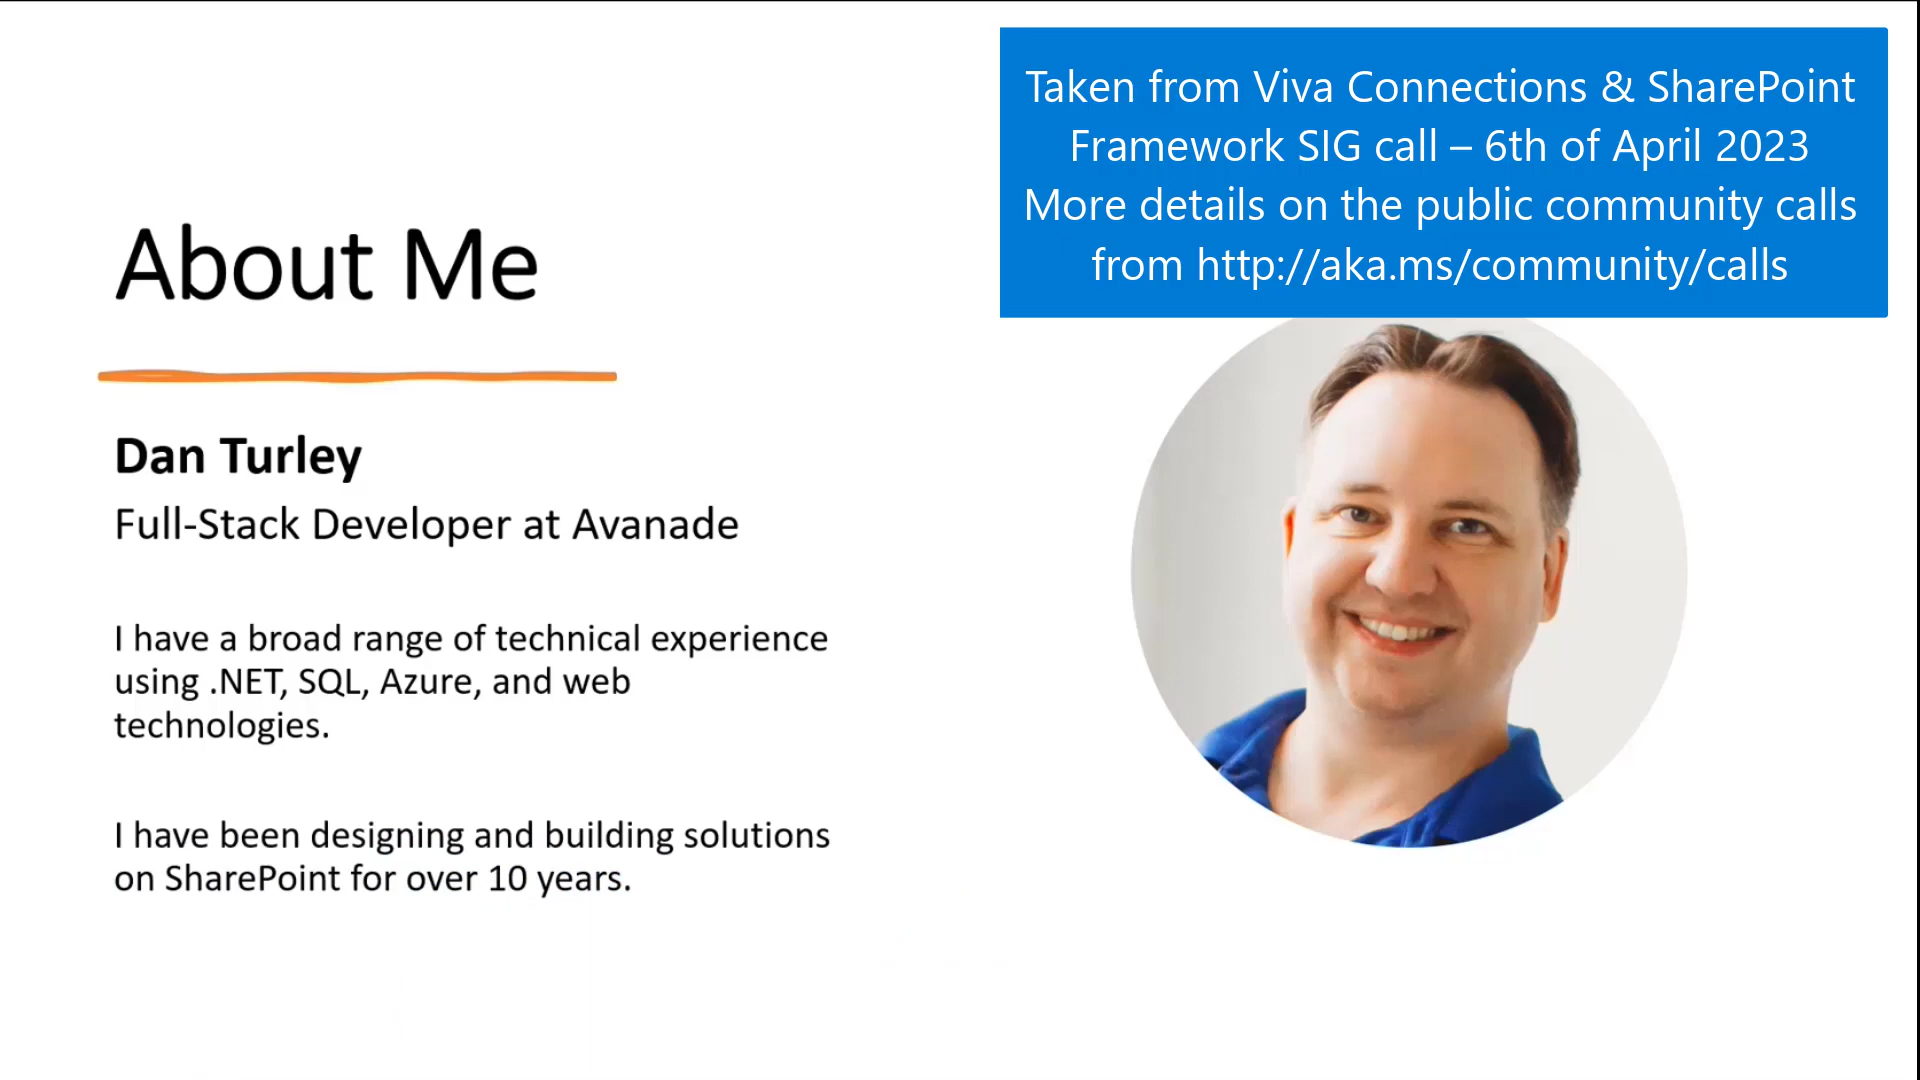 Taken from Viva Connections & SharePoint
Framework SIG call – 6th of April 2023
More details on the public community calls
from http://aka.ms/community/calls
About Me
Dan Turley
Full-Stack Developer at Avanade
I have a broad range of technical experience
using .NET, SQL, Azure, and web
technologies.
I have been designing and building solutions
on SharePoint for over 10 years.